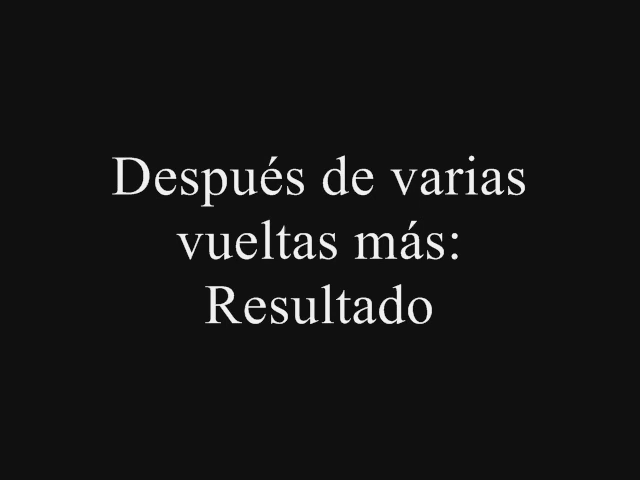 Después de varias
vueltas más:
Resultado